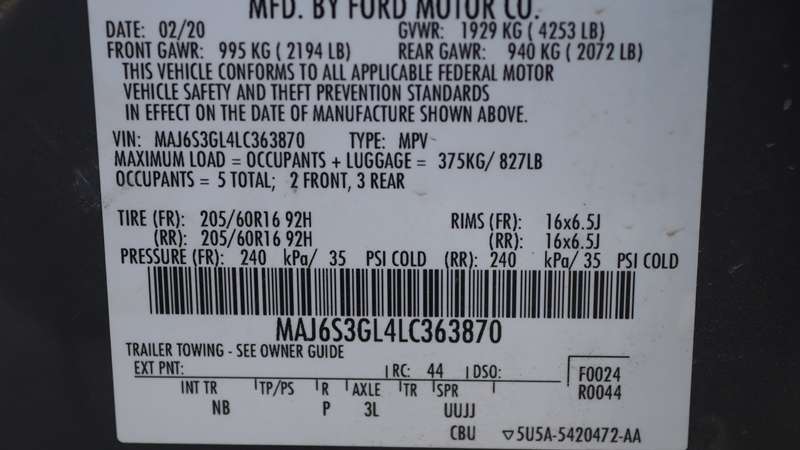 MFD. BY FORD MOTOR CO.
DATE: 02/20 GVWR: 1929 KG ( 4253 LB)
FRONT GAWR: 995 KG ( 2194 LB) REAR GAWR: 940 KG ( 2072 LB)
THIS VEHICLE CONFORMS TO ALL APPLICABLE FEDERAL MOTOR
VEHICLE SAFETY AND THEFT PREVENTION STANDARDS
IN EFFECT ON THE DATE OF MANUFACTURE SHOWN ABOVE.
VIN: MAJ6S3GL4LC363870 TYPE: MPV
MAXIMUM LOAD = OCCUPANTS + LUGGAGE = 375KG/ 827LB
OCCUPANTS = 5 TOTAL; 2 FRONT, 3 REAR
TIRE (FR): 205/60R16 92H RIMS (FR): 16x6.5J
(RR): 205/60R16 92H (RR): 16x6.5J
PRESSURE (FR): 240 kPa/ 35 PSI COLD (RR): 240 kPa/ 35 PSI COLD
MAJ6S3GL4LC363870
TRAILER TOWING - SEE OWNER GUIDE
EXT PNT: RC: 44 DSO: F0024
R0044
INT TR TP/PS R AXLE TR SPR
NB P 3L UUJJ
CBU ▽5U5A-5420472-AA